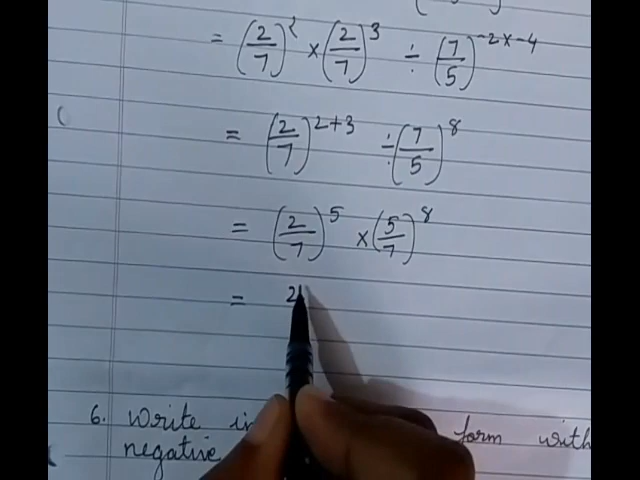 = (2/7)^2 × (2/7)^3 ÷ (7/5)^-2×-4
= (2/7)^2+3 ÷ (7/5)^8
= (2/7)^5 × (5/7)^8
= 2
6. Write in form with
negative